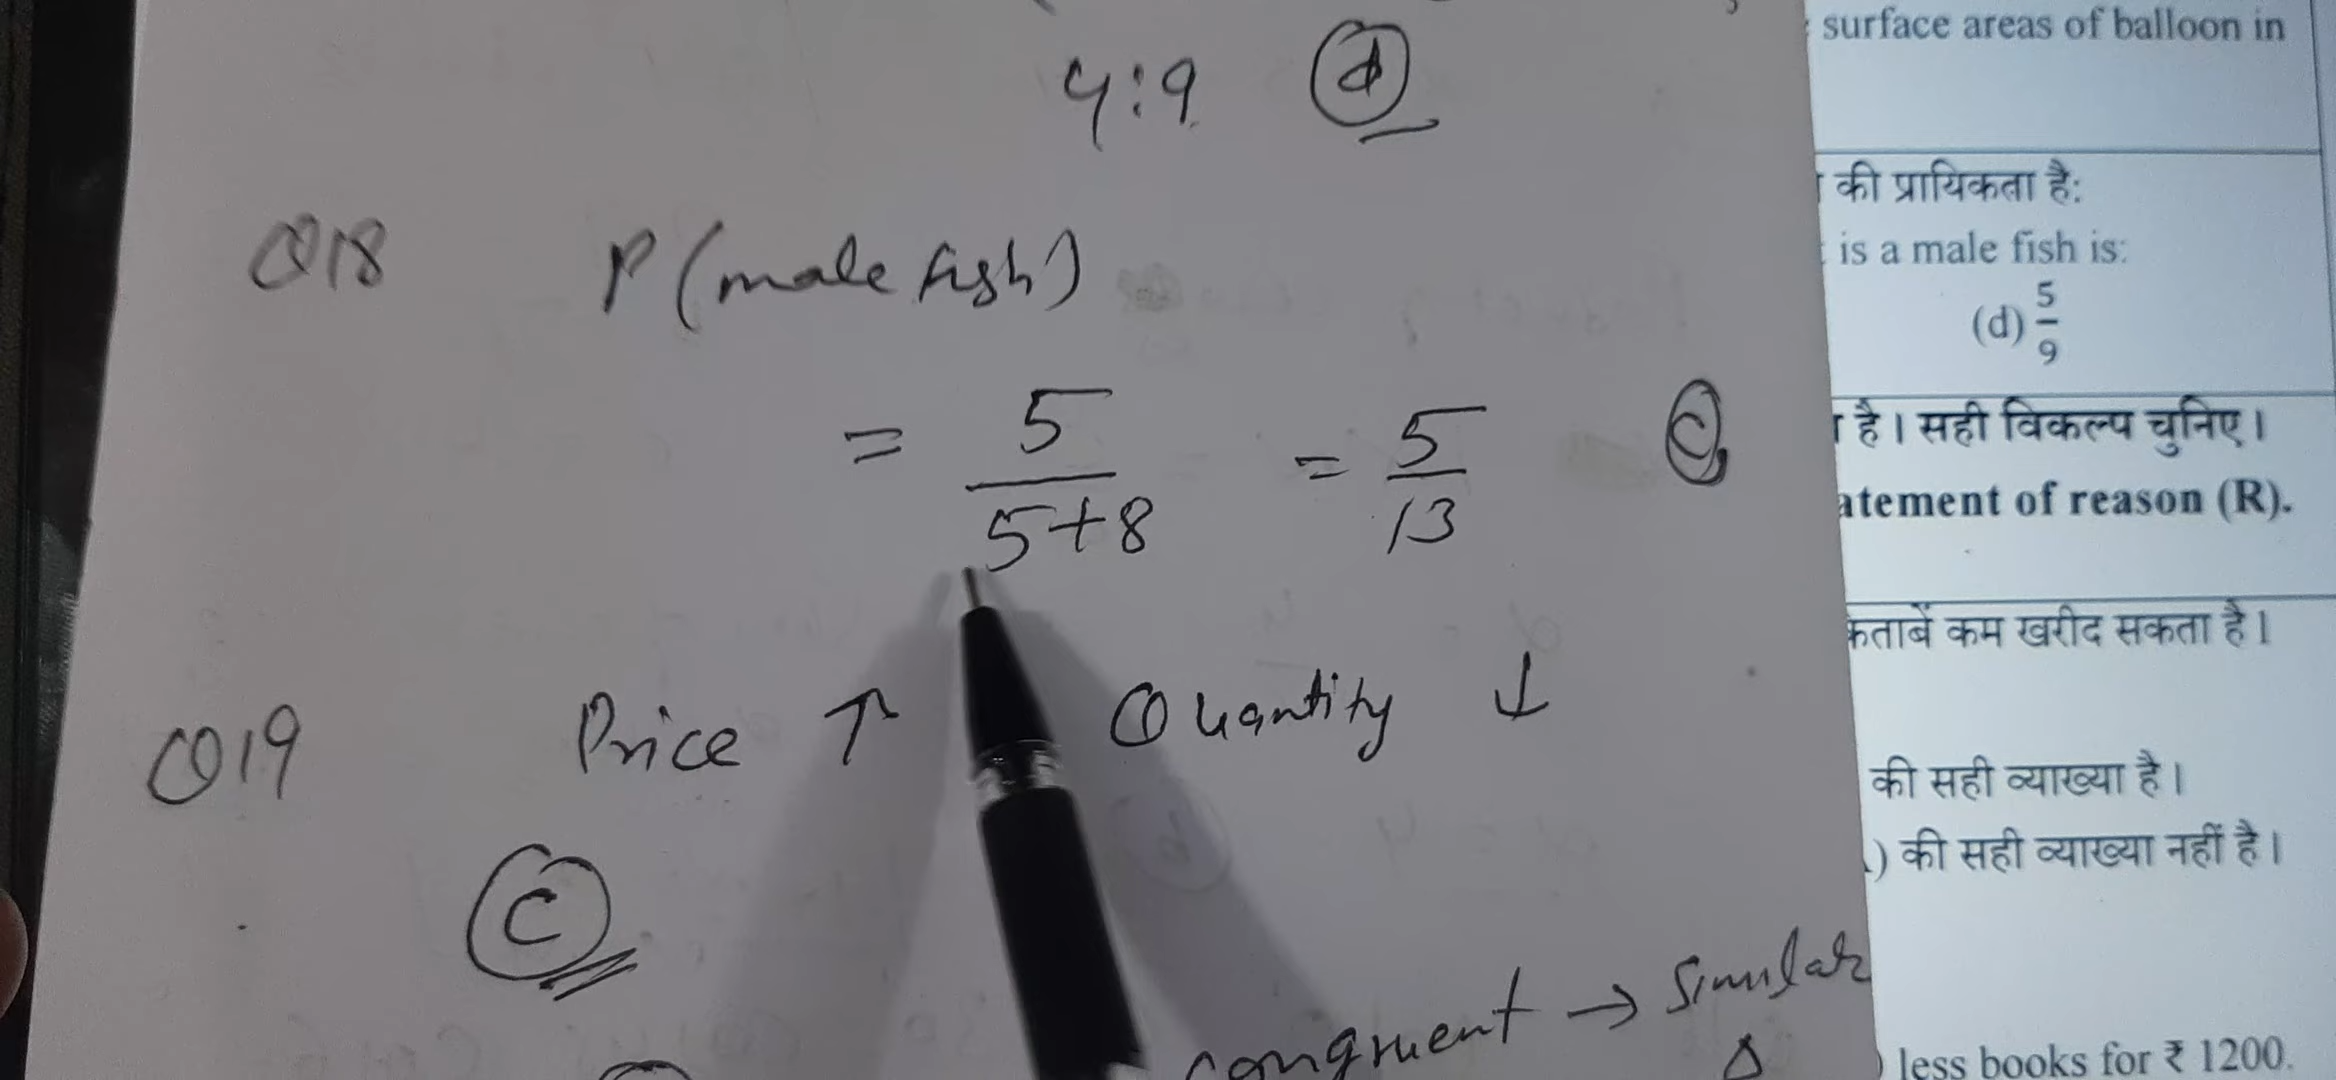 4:9 (d)
Q18 P(male fish)
= 5/(5+8) = 5/13 (c)
Q19 Price ↑ Quantity ↓
(C)
congruent → Similar
Δ
surface areas of balloon in
की प्रायिकता है:
is a male fish is:
(d) 5/9
है। सही विकल्प चुनिए।
atement of reason (R).
कम खरीद सकता है।
की सही व्याख्या है।
) की सही व्याख्या नहीं है।
less books for ₹ 1200.